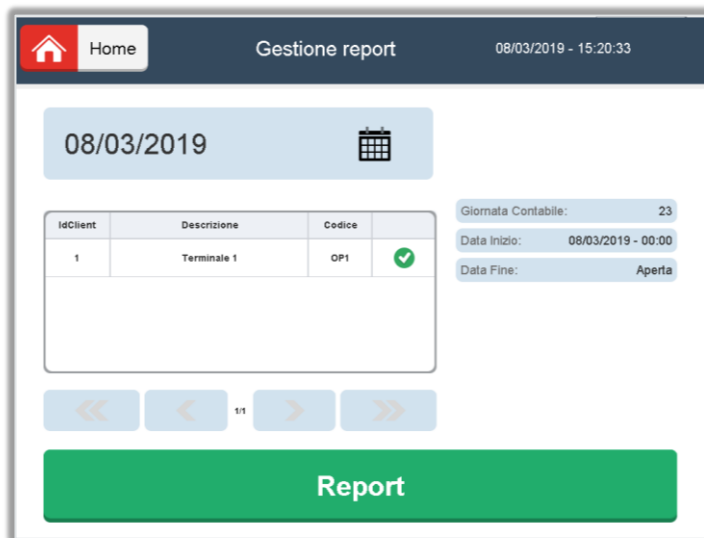 Home
Gestione report
08/03/2019 - 15:20:33
08/03/2019
IdClient Descrizione Codice
1 Terminale 1 OP1
Giornata Contabile: 23
Data Inizio: 08/03/2019 - 00:00
Data Fine: Aperta
1/1
Report